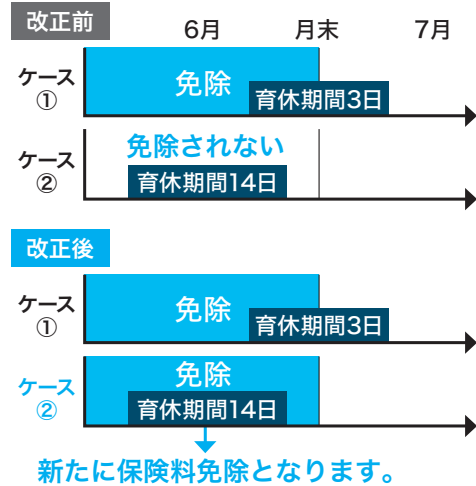 改正前
6月 月末 7月
ケース
①
免除
育休期間3日
ケース
②
免除されない
育休期間14日
改正後
ケース
①
免除
育休期間3日
ケース
②
免除
育休期間14日
新たに保険料免除となります。